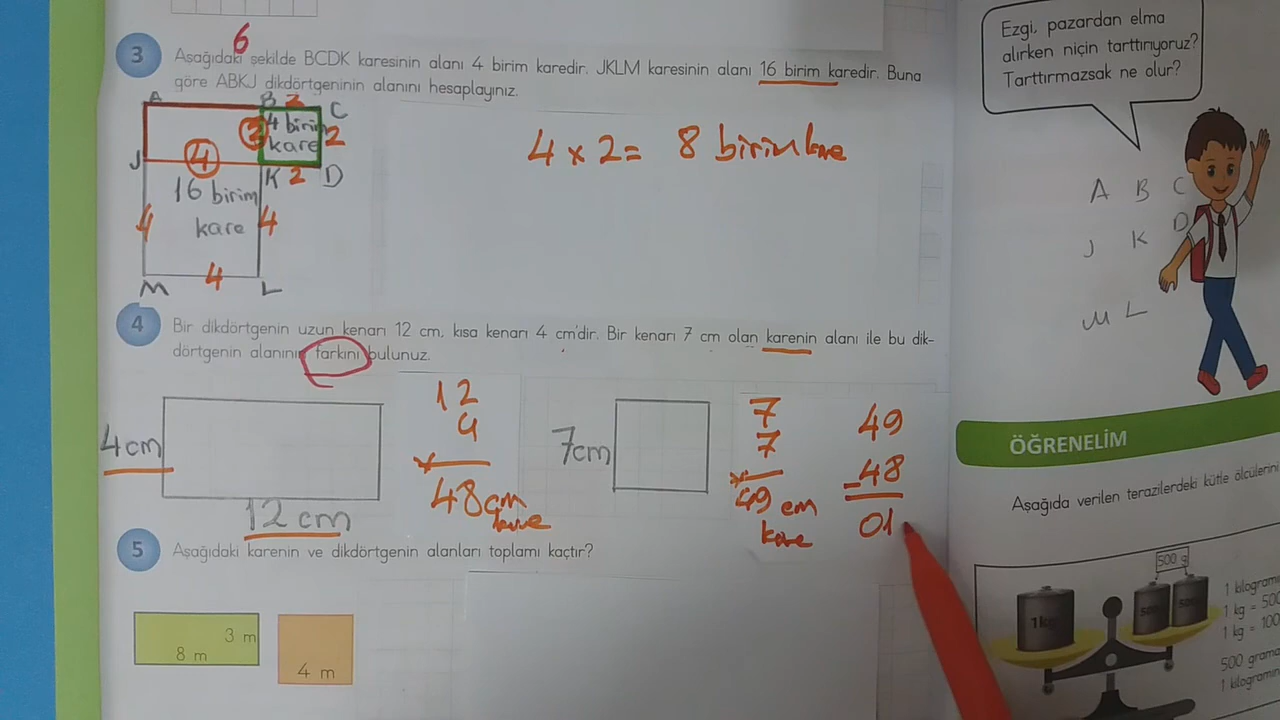 6
3 Aşağıdaki şekilde BCDK karesinin alanı 4 birim karedir. JKLM karesinin alanı 16 birim karedir. Buna
göre ABKJ dikdörtgeninin alanını hesaplayınız.
A B 2 C
4 birim
kare
2 2
J 4 K 2 D
16 birim
kare
4 4
4
M L
4 x 2 = 8 birim kare
4 Bir dikdörtgenin uzun kenarı 12 cm, kısa kenarı 4 cm'dir. Bir kenarı 7 cm olan karenin alanı ile bu dik-
dörtgenin alanının farkını bulunuz.
4cm
12 cm
12
4
x
48 cm
kare
7cm
7
7
x
49 cm
kare
49
- 48
01
5 Aşağıdaki karenin ve dikdörtgenin alanları toplamı kaçtır?
3 m
8 m
4 m
Ezgi, pazardan elma
alırken niçin tarttırıyoruz?
Tarttırmazsak ne olur?
A B C
J K D
M L
ÖĞRENELİM
Aşağıda verilen terazilerdeki kütle ölçülerini
500 g
1 kg
1 kilogram
1 kg = 500
1 kg = 100
500 grama
1 kilogramın